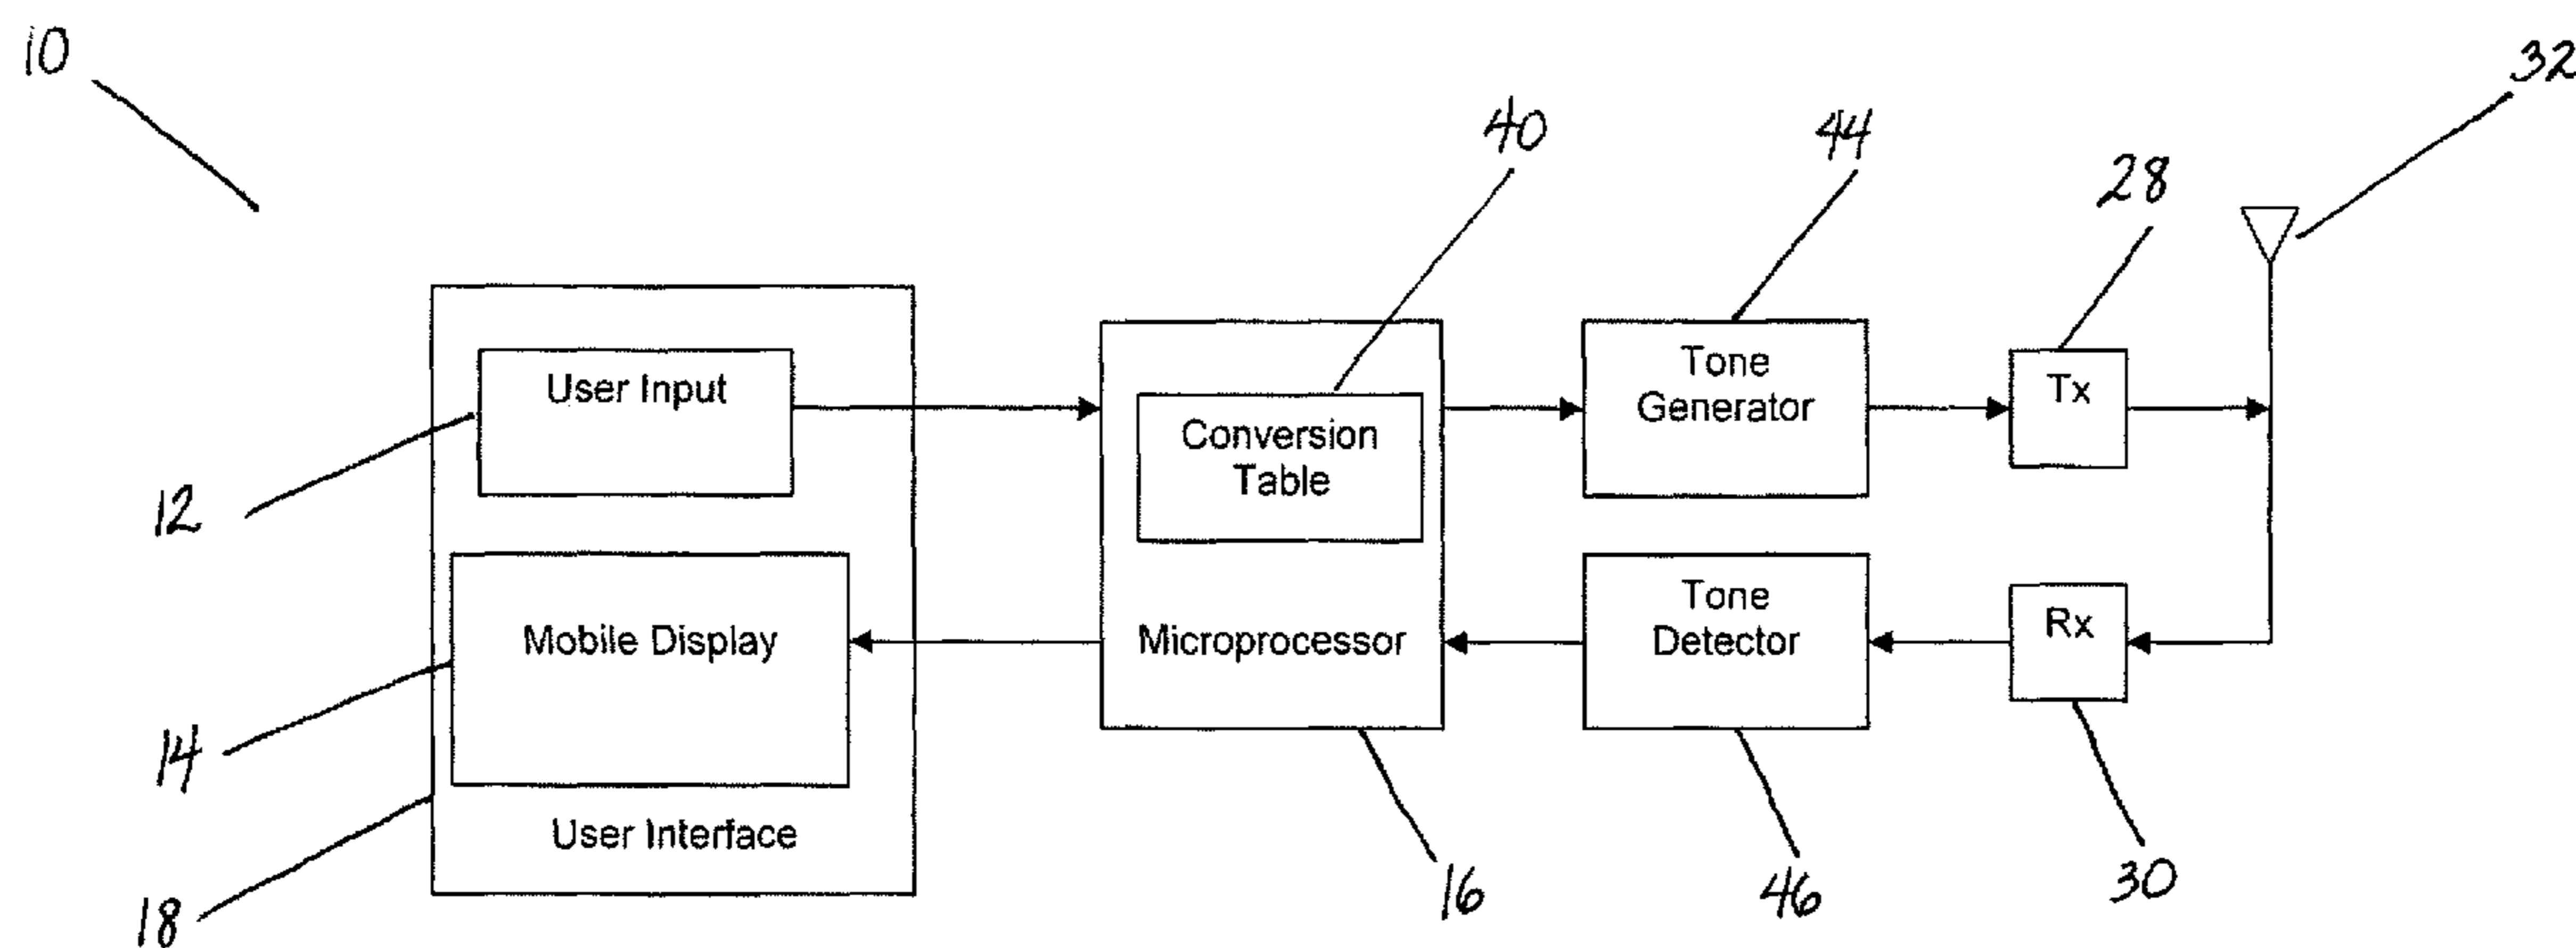 10
32
40
44
28
User Input
Tone
Generator
Tx
Conversion
Table
12
Mobile Display
Microprocessor
Tone
Detector
Rx
14
User Interface
18
16
46
30